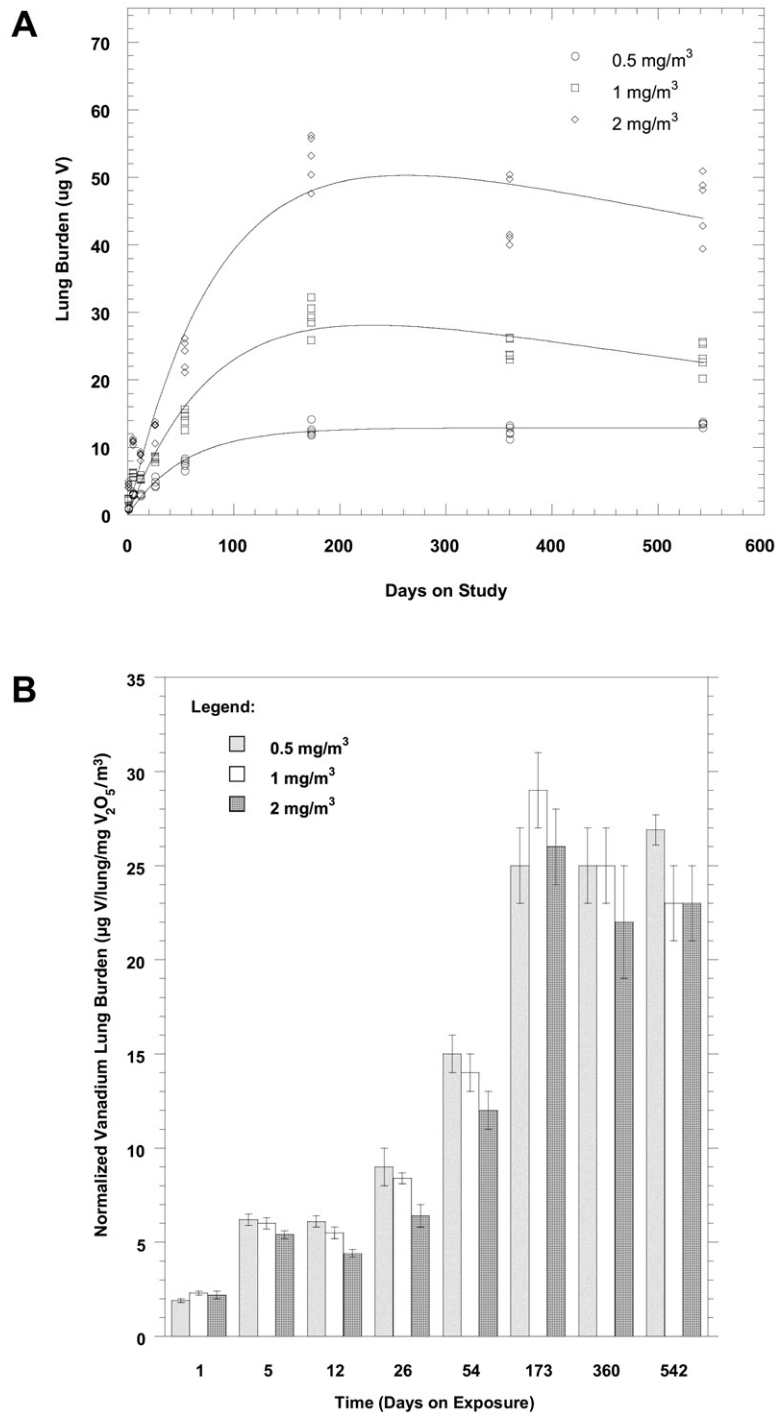 A
70
60
50
40
30
20
10
0
Lung Burden (ug V)
0.5 mg/m³
1 mg/m³
2 mg/m³
0 100 200 300 400 500 600
Days on Study
B
35
30
25
20
15
10
5
0
Normalized Vanadium Lung Burden (µg V/lung/mg V₂O₅/m³)
Legend:
0.5 mg/m³
1 mg/m³
2 mg/m³
1 5 12 26 54 173 360 542
Time (Days on Exposure)